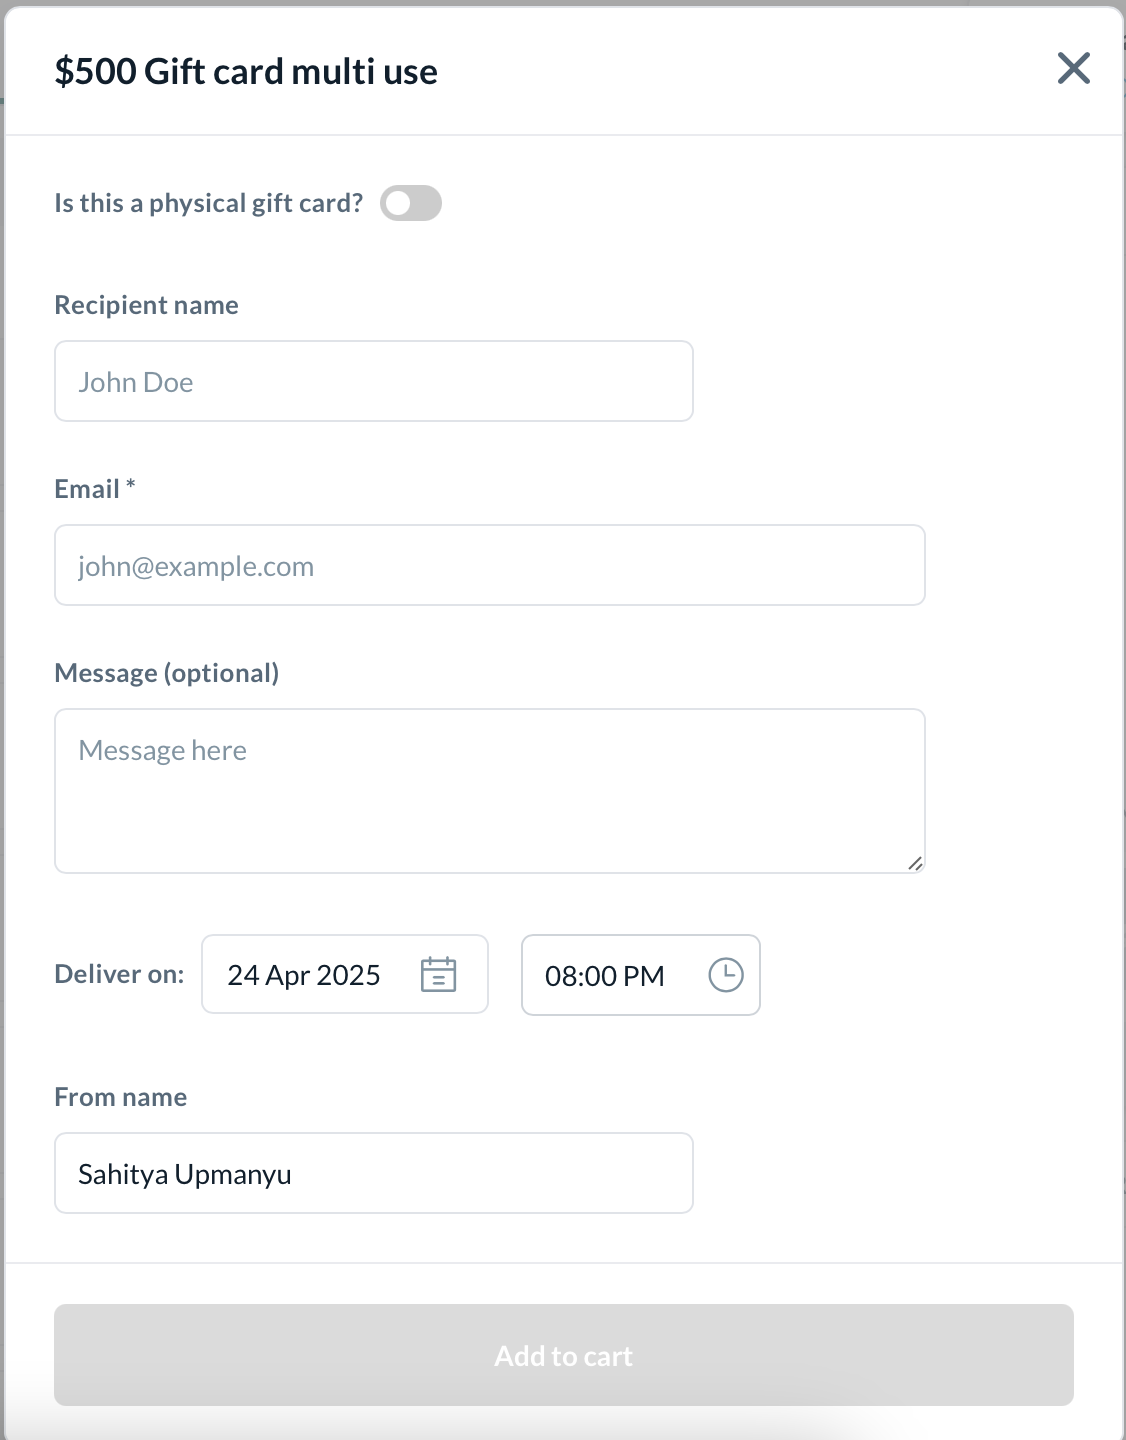 $500 Gift card multi use
Is this a physical gift card?
Recipient name
John Doe
Email *
john@example.com
Message (optional)
Message here
Deliver on: 24 Apr 2025 08:00 PM
From name
Sahitya Upmanyu
Add to cart